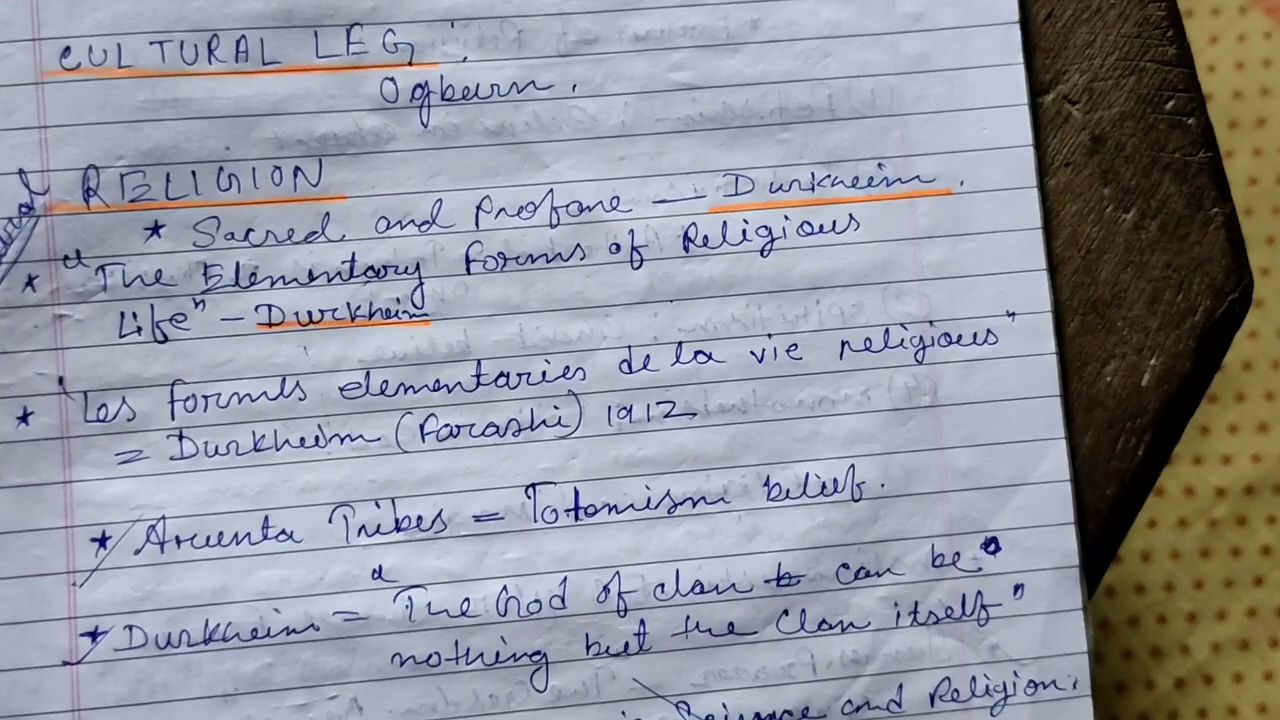 CULTURAL LEG
Ogburn.
RELIGION
* Sacred and Profane — Durkheim.
* "The Elementary forms of Religious
Life" - Durkheim
* "Les formes elementaries de la vie religious"
= Durkheim (Farashi) 1912
* Arunta Tribes = Totemism belief.
* Durkheim = "The God of clan can be
nothing but the Clan itself"
Science and Religion.